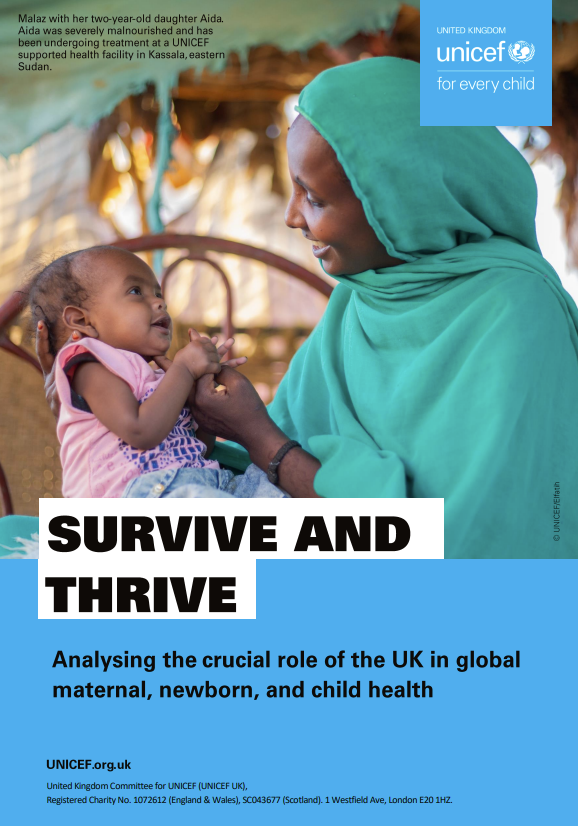 Malaz with her two-year-old daughter Aida.
Aida was severely malnourished and has
been undergoing treatment at a UNICEF
supported health facility in Kassala, eastern
Sudan.
UNITED KINGDOM
unicef
for every child
© UNICEF/Elfatih
SURVIVE AND
THRIVE
Analysing the crucial role of the UK in global
maternal, newborn, and child health
UNICEF.org.uk
United Kingdom Committee for UNICEF (UNICEF UK),
Registered Charity No. 1072612 (England & Wales), SC043677 (Scotland). 1 Westfield Ave, London E20 1HZ.